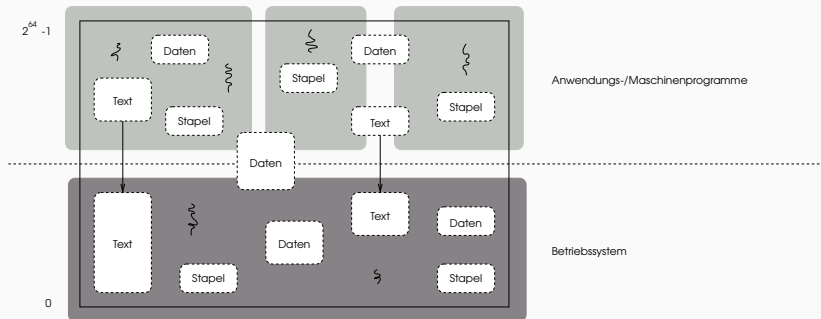 2^64 -1
Daten
Daten
Stapel
Stapel
Text
Anwendungs-/Maschinenprogramme
Stapel
Text
Daten
Text
Text
Daten
Daten
Betriebssystem
Stapel
Stapel
0